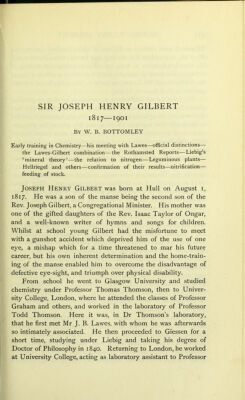 SIR JOSEPH HENRY GILBERT
1817—1901
BY W. B. BOTTOMLEY
Early training in Chemistry—his meeting with Lawes—official distinctions—
the Lawes-Gilbert combination—the Rothamsted Reports—Liebig's
'mineral theory'—the relation to nitrogen—Leguminous plants—
Hellriegel and others—confirmation of their results—nitrification—
feeding of stock.
JOSEPH HENRY GILBERT was born at Hull on August 1,
1817. He was a son of the manse being the second son of the
Rev. Joseph Gilbert, a Congregational Minister. His mother was
one of the gifted daughters of the Rev. Isaac Taylor of Ongar,
and a well-known writer of hymns and songs for children.
Whilst at school young Gilbert had the misfortune to meet
with a gunshot accident which deprived him of the use of one
eye, a mishap which for a time threatened to mar his future
career, but his own inherent determination and the home-train-
ing of the manse enabled him to overcome the disadvantage of
defective eye-sight, and triumph over physical disability.
From school he went to Glasgow University and studied
chemistry under Professor Thomas Thomson, then to Univer-
sity College, London, where he attended the classes of Professor
Graham and others, and worked in the laboratory of Professor
Todd Thomson. Here it was, in Dr Thomson's laboratory,
that he first met Mr J. B. Lawes, with whom he was afterwards
so intimately associated. He then proceeded to Giessen for a
short time, studying under Liebig and taking his degree of
Doctor of Philosophy in 1840. Returning to London, he worked
at University College, acting as laboratory assistant to Professor